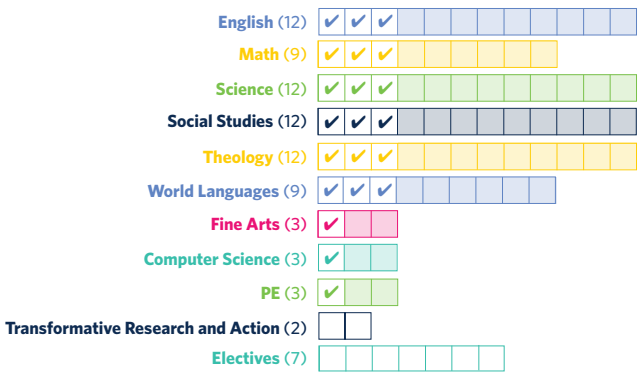 English (12)
Math (9)
Science (12)
Social Studies (12)
Theology (12)
World Languages (9)
Fine Arts (3)
Computer Science (3)
PE (3)
Transformative Research and Action (2)
Electives (7)